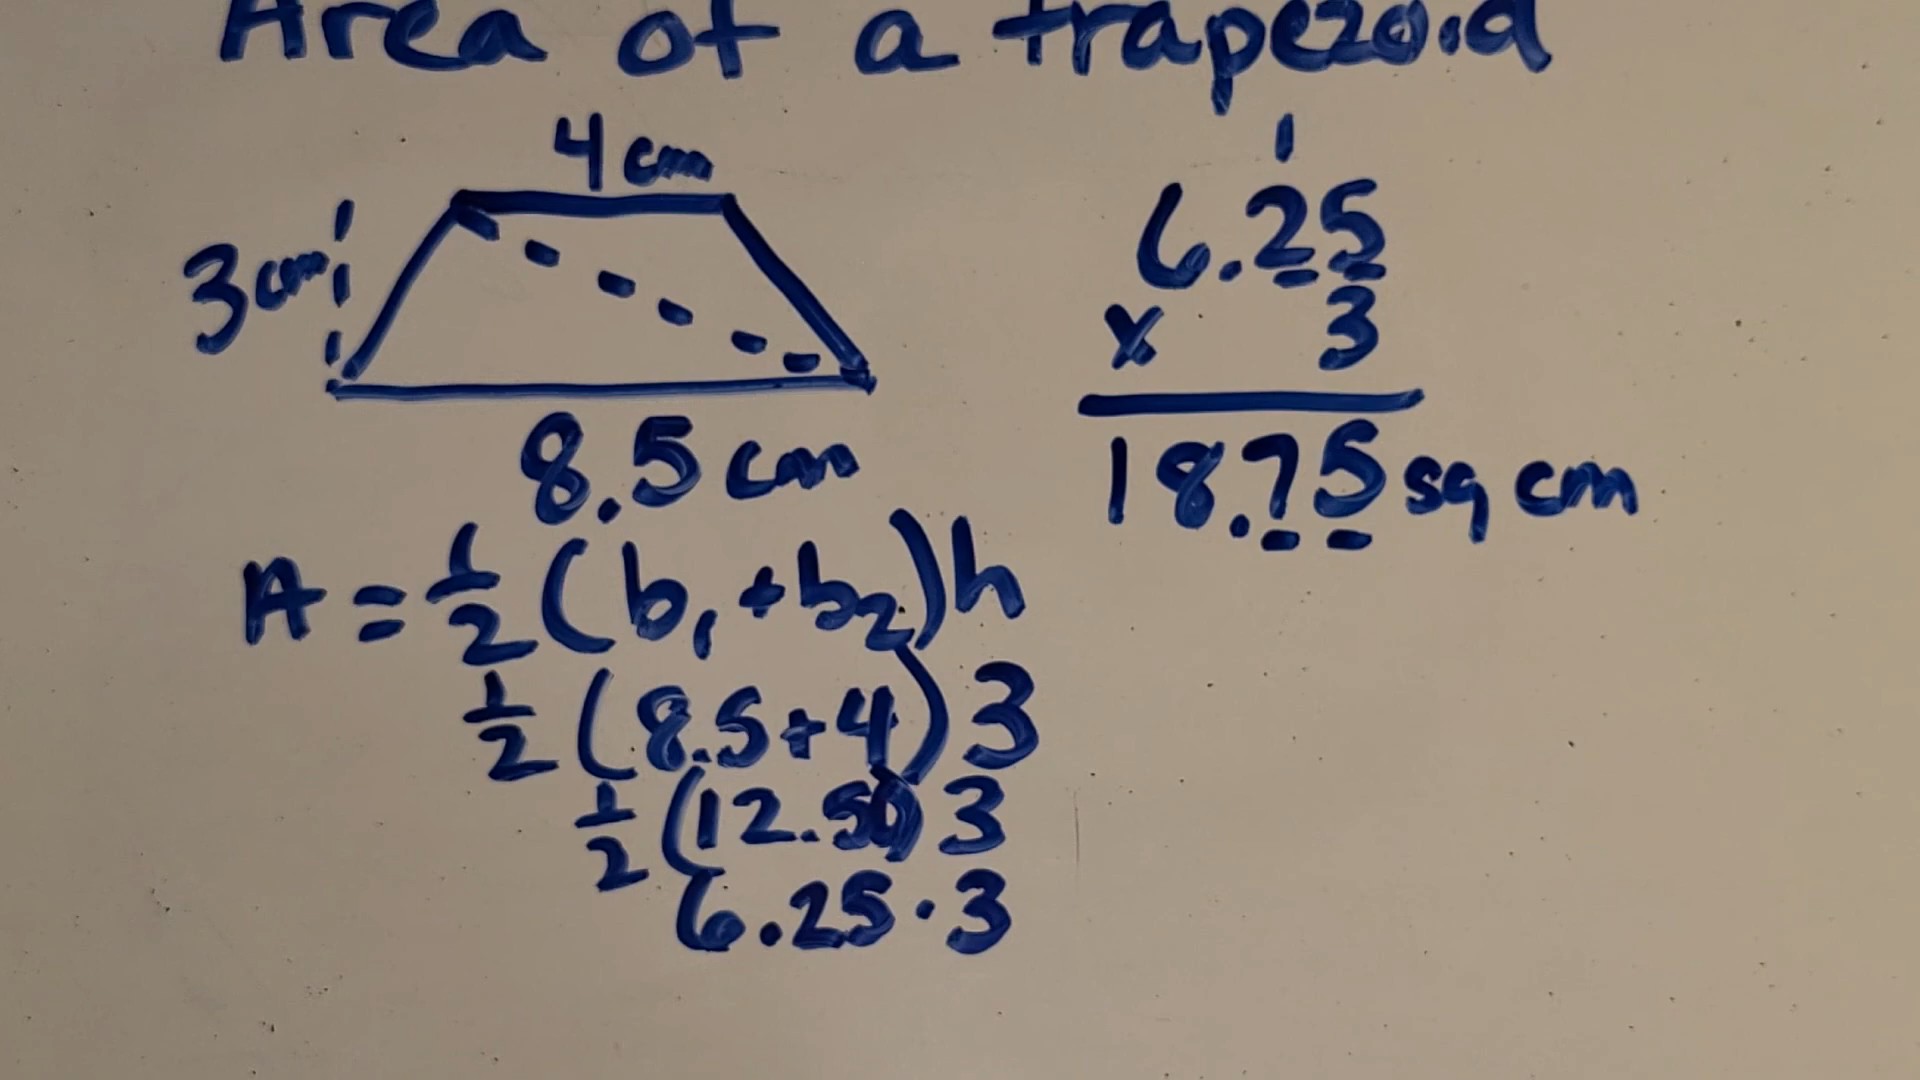 Area of a trapezoid
4 cm
3 cm
8.5 cm
A = 1/2 (b₁ + b₂) h
1/2 (8.5 + 4) 3
1/2 (12.50) 3
6.25 · 3
1
6.25
x 3
18.75 sq cm